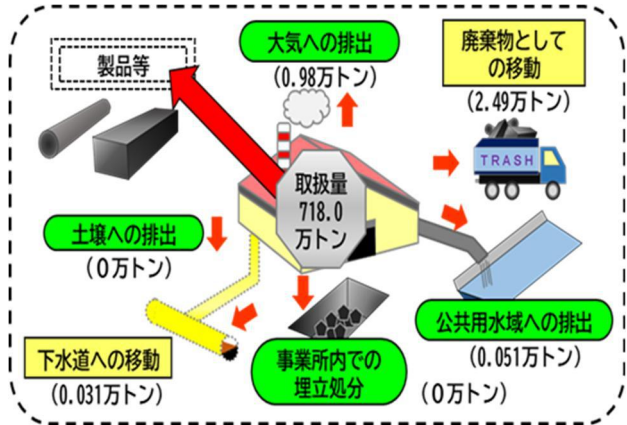 製品等
大気への排出
(0.98万トン)
廃棄物として
の移動
(2.49万トン)
TRASH
取扱量
718.0
万トン
土壌への排出
(0万トン)
下水道への移動
(0.031万トン)
事業所内での
埋立処分
(0万トン)
公共用水域への排出
(0.051万トン)